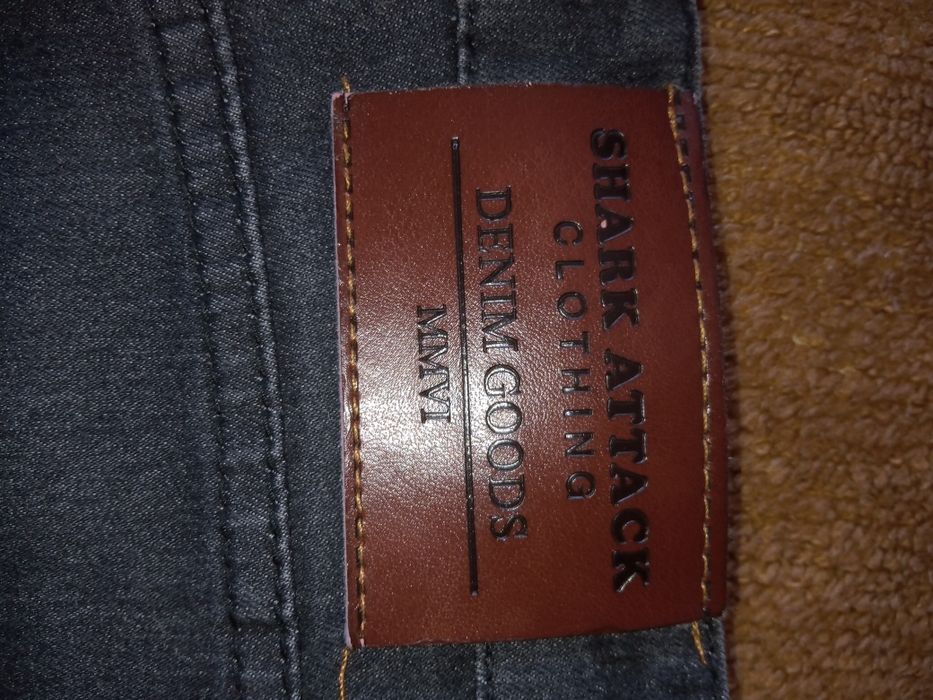 SHARK ATTACK
CLOTHING
DENIM GOODS
MMVI